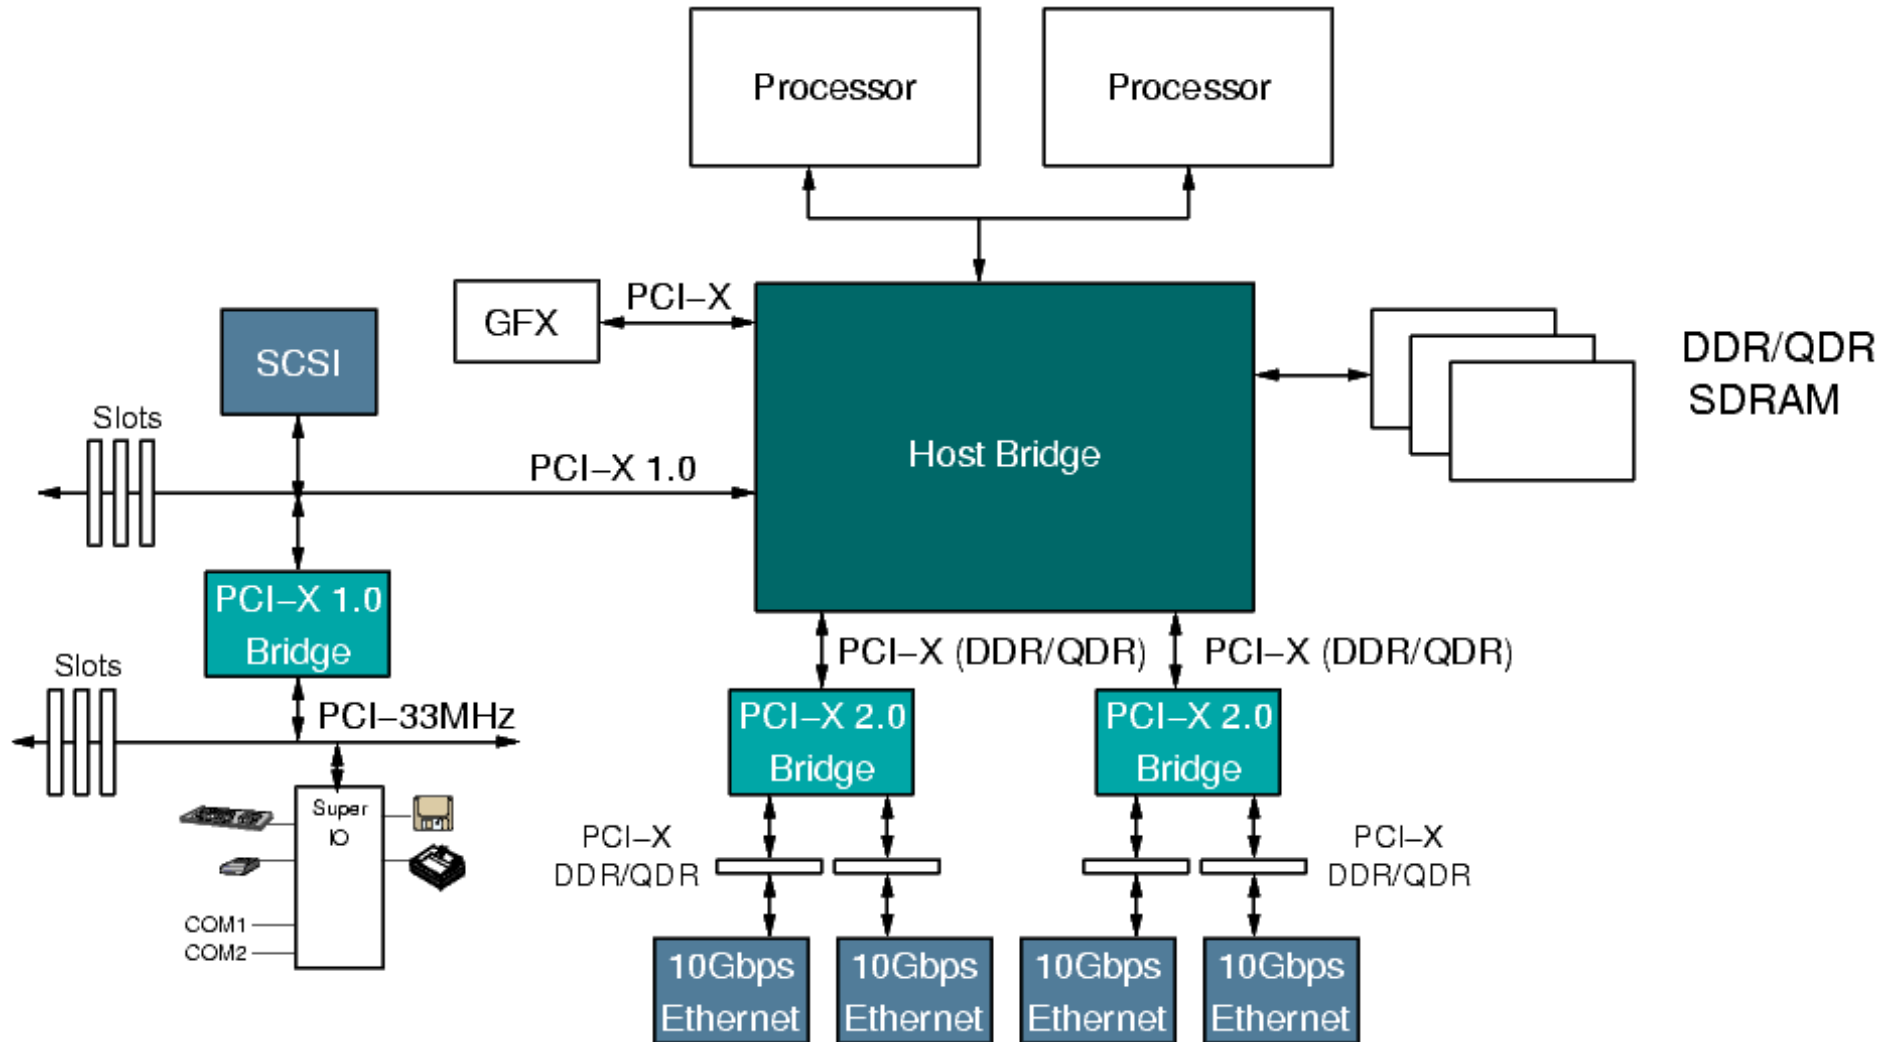 Processor
Processor
PCI–X
GFX
SCSI
DDR/QDR
SDRAM
Slots
PCI–X 1.0
Host Bridge
PCI–X 1.0
Bridge
PCI–X (DDR/QDR)
PCI–X (DDR/QDR)
Slots
PCI–33MHz
PCI–X 2.0
Bridge
PCI–X 2.0
Bridge
Super
IO
COM1
COM2
PCI–X
DDR/QDR
PCI–X
DDR/QDR
10Gbps
Ethernet
10Gbps
Ethernet
10Gbps
Ethernet
10Gbps
Ethernet